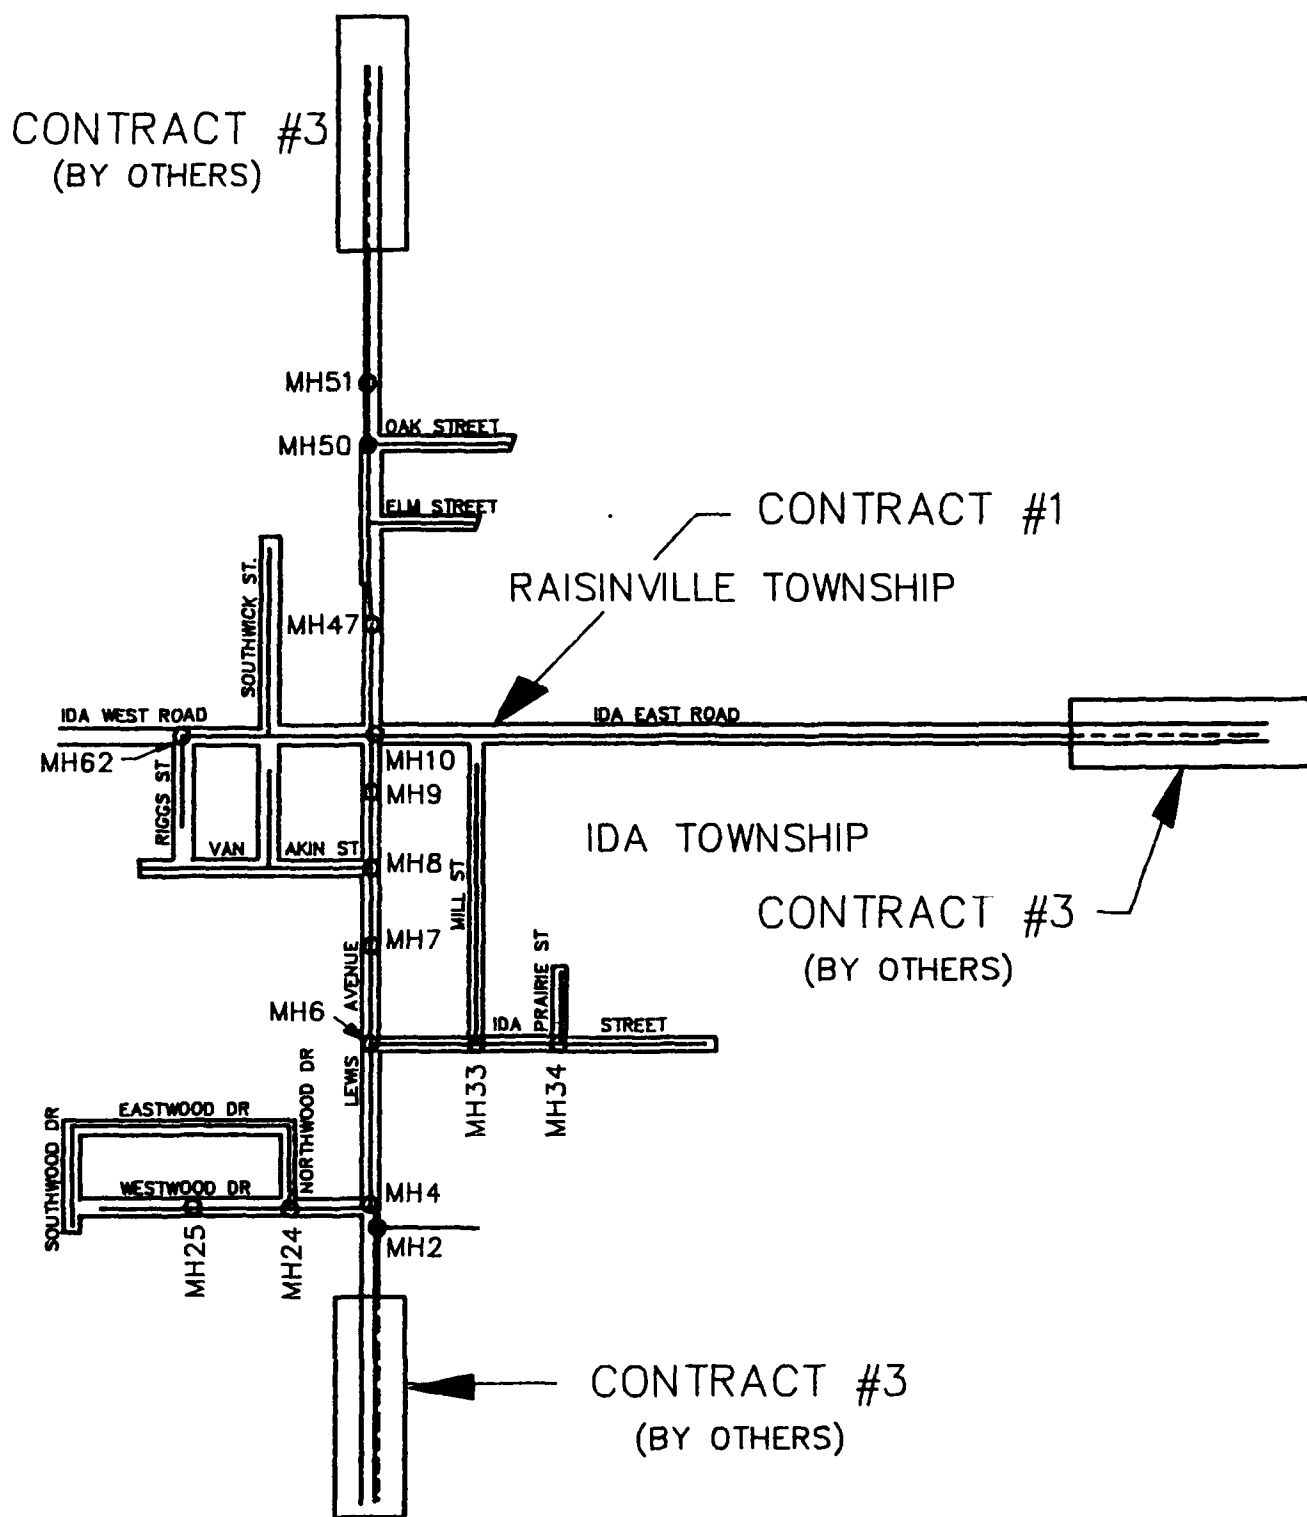 CONTRACT #3
(BY OTHERS)
MH51
OAK STREET
MH50
ELM STREET
CONTRACT #1
RAISINVILLE TOWNSHIP
SOUTHWICK ST.
MH47
IDA WEST ROAD
IDA EAST ROAD
MH62
MH10
MH9
RIGGS ST
IDA TOWNSHIP
VAN AKIN ST
MH8
MILL ST
CONTRACT #3
(BY OTHERS)
MH7
PRAIRIE ST
LEWIS AVENUE
MH6
IDA STREET
MH33
MH34
NORTHWOOD DR
EASTWOOD DR
SOUTHWOOD DR
WESTWOOD DR
MH4
MH25
MH24
MH2
CONTRACT #3
(BY OTHERS)